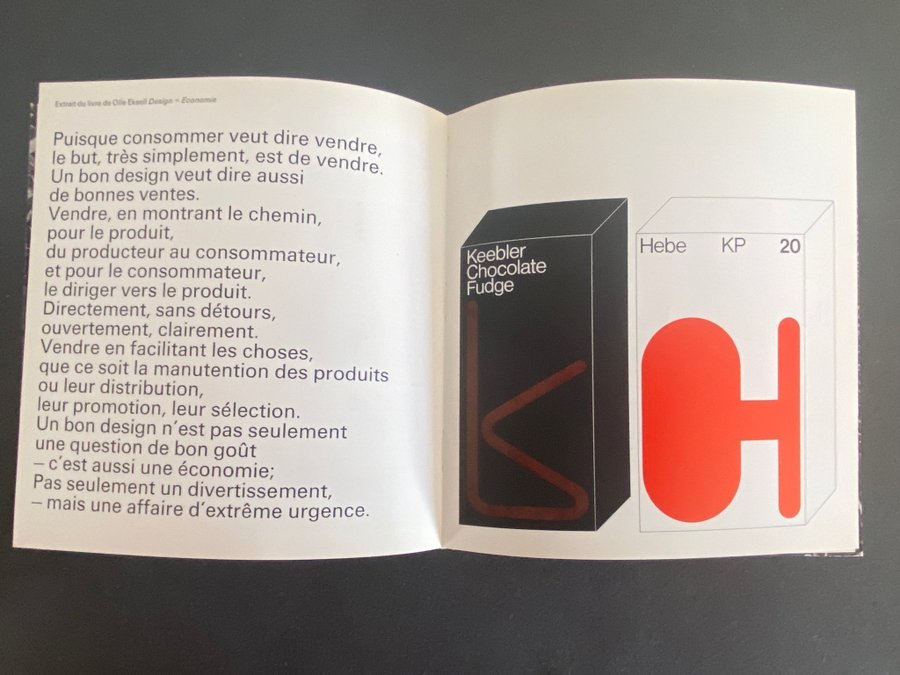 Extrait du livre de Olle Eksell Design = Economie
Puisque consommer veut dire vendre,
le but, très simplement, est de vendre.
Un bon design veut dire aussi
de bonnes ventes.
Vendre, en montrant le chemin,
pour le produit,
du producteur au consommateur,
et pour le consommateur,
le diriger vers le produit.
Directement, sans détours,
ouvertement, clairement.
Vendre en facilitant les choses,
que ce soit la manutention des produits
ou leur distribution,
leur promotion, leur sélection.
Un bon design n’est pas seulement
une question de bon goût
– c’est aussi une économie;
Pas seulement un divertissement,
– mais une affaire d’extrême urgence.
Keebler
Chocolate
Fudge
Hebe KP 20